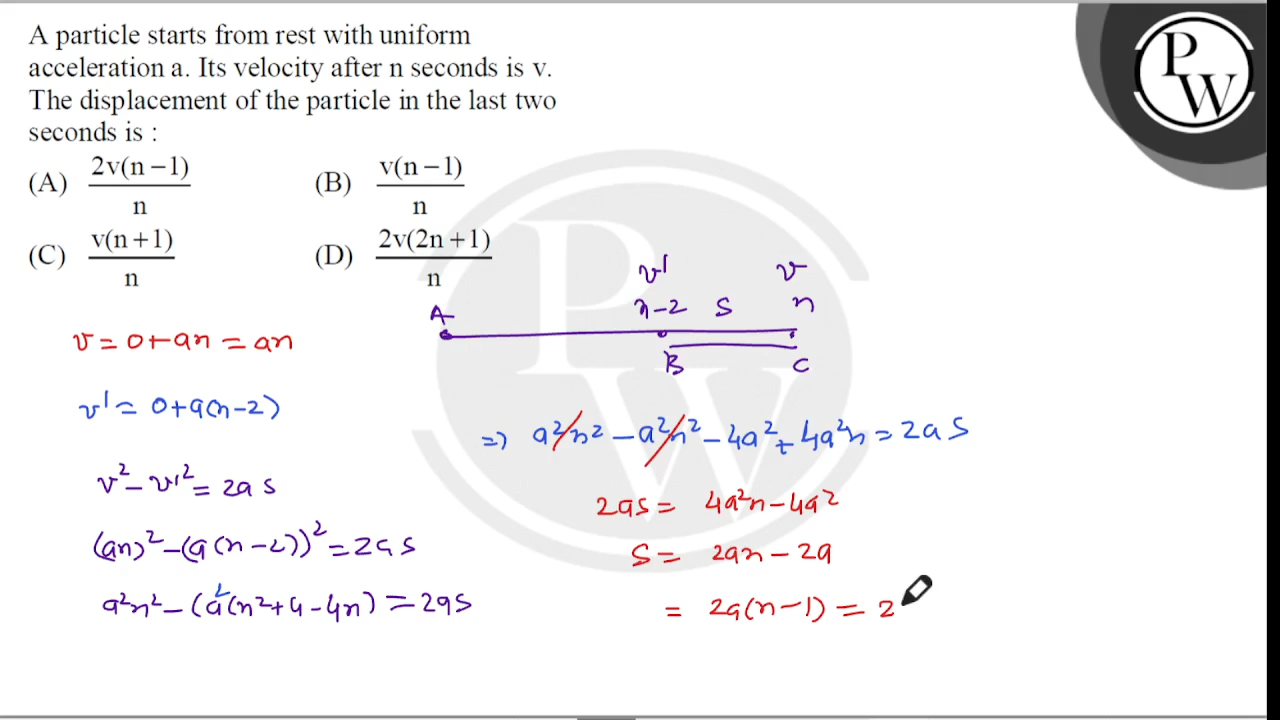 A particle starts from rest with uniform
acceleration a. Its velocity after n seconds is v.
The displacement of the particle in the last two
seconds is :
(A) 2v(n−1)/n (B) v(n−1)/n
(C) v(n+1)/n (D) 2v(2n+1)/n
A v' n-2 S v n
B C
v = 0+an = an
v' = 0+a(n-2)
v² - v'² = 2as
(an)² - (a(n-2))² = 2as
a²n² - (a²(n²+4-4n) = 2as
=) a²n² - a²n² - 4a² + 4a²n = 2as
2as = 4a²n - 4a²
S = 2an - 2a
= 2a(n-1) = 2
PW
PW